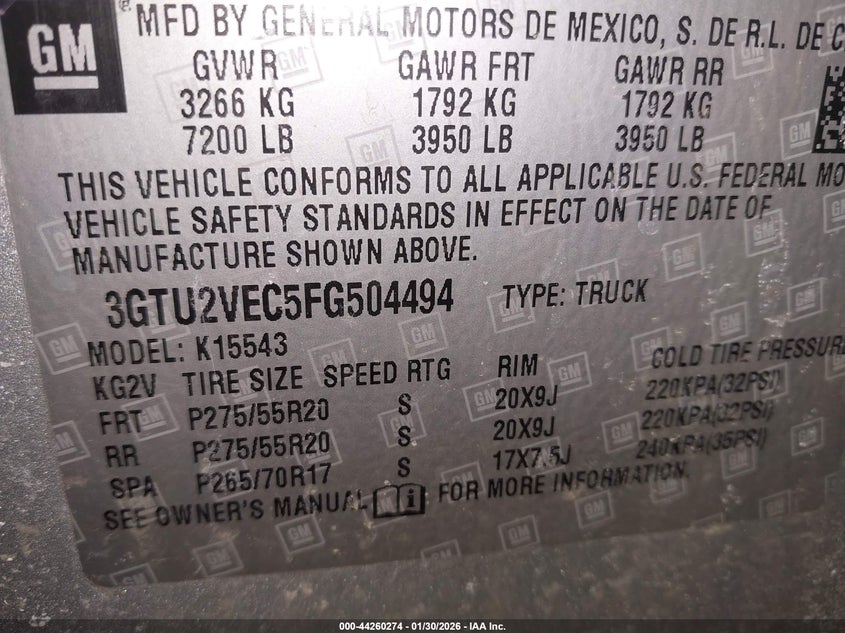 GM
MFD BY GENERAL MOTORS DE MEXICO, S. DE R.L. DE C
GVWR GAWR FRT GAWR RR
3266 KG 1792 KG 1792 KG
7200 LB 3950 LB 3950 LB
THIS VEHICLE CONFORMS TO ALL APPLICABLE U.S. FEDERAL MO
VEHICLE SAFETY STANDARDS IN EFFECT ON THE DATE OF
MANUFACTURE SHOWN ABOVE.
3GTU2VEC5FG504494 TYPE: TRUCK
MODEL: K15543
KG2V TIRE SIZE SPEED RTG RIM COLD TIRE PRESSURE
FRT P275/55R20 S 20X9J 220KPA(32PSI)
RR P275/55R20 S 20X9J 220KPA(32PSI)
SPA P265/70R17 S 17X7.5J 240KPA(35PSI)
SEE OWNER'S MANUAL FOR MORE INFORMATION.
000-44260274 - 01/30/2026 - IAA Inc.